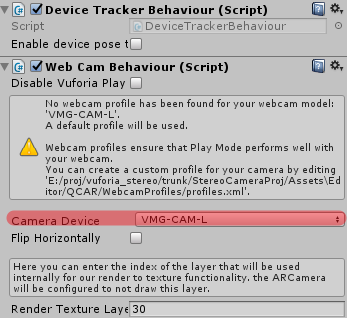 Device Tracker Behaviour (Script)
Script DeviceTrackerBehaviour
Enable device pose t
Web Cam Behaviour (Script)
Disable Vuforia Play
No webcam profile has been found for your webcam model:
'VMG-CAM-L'.
A default profile will be used.
Webcam profiles ensure that Play Mode performs well with
your webcam.
You can create a custom profile for your camera by editing
'E:/proj/vuforia_stereo/trunk/StereoCameraProj/Assets\Ed
itor/QCAR/WebcamProfiles/profiles.xml'.
Camera Device VMG-CAM-L
Flip Horizontally
Here you can enter the index of the layer that will be used
internally for our render to texture functionality. the ARCamera
will be configured to not draw this layer.
Render Texture Laye 30